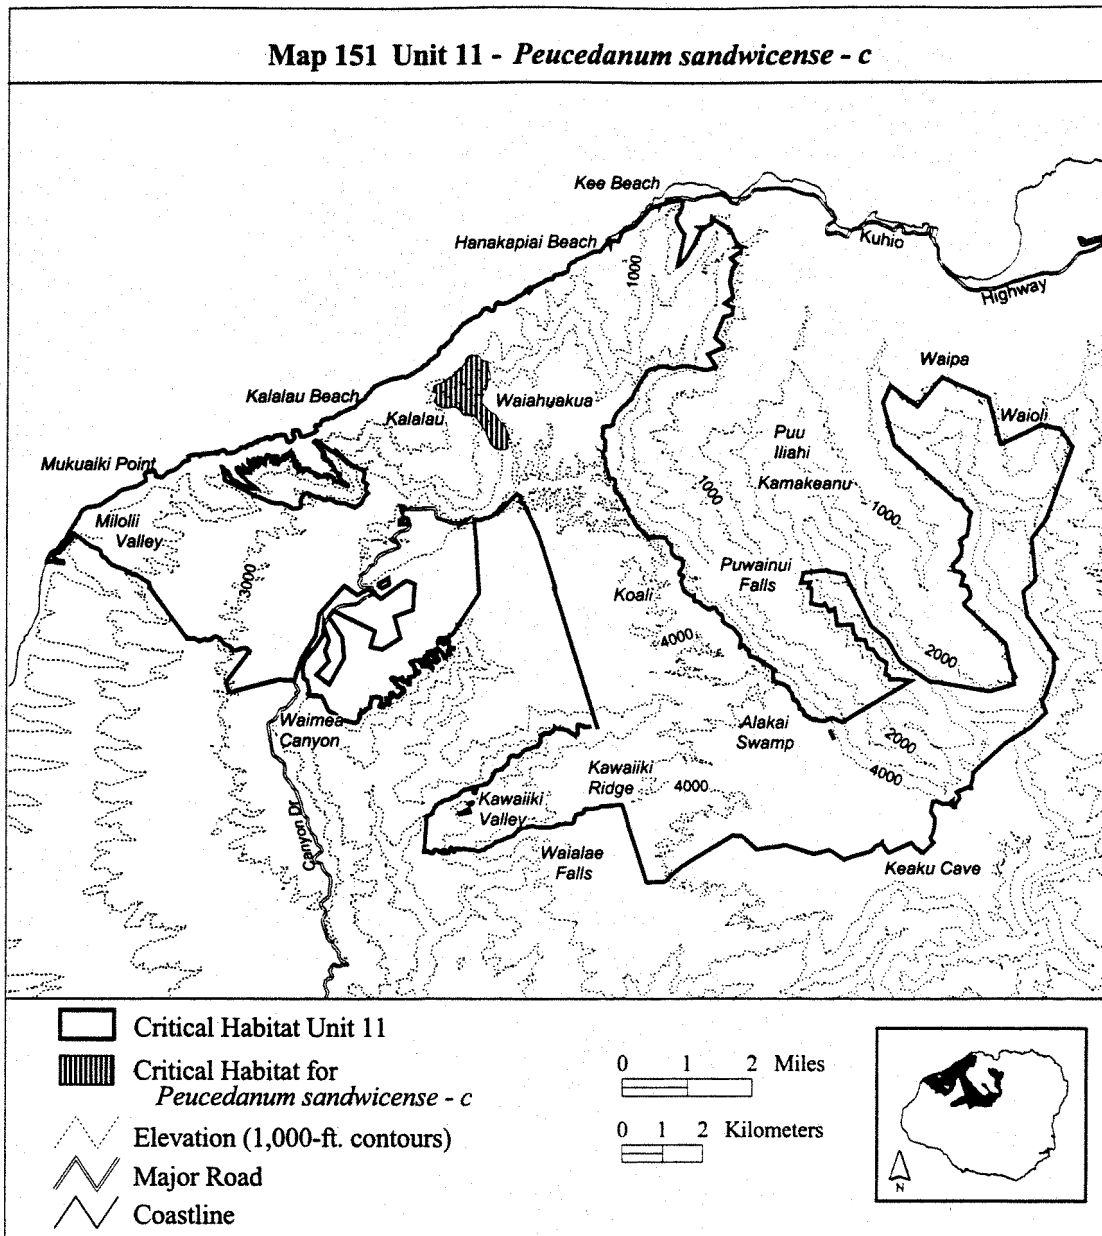 Map 151 Unit 11 - Peucedanum sandwicense - c
Kee Beach
Hanakapiai Beach
Kuhio
Highway
1000
Waipa
Kalalau Beach
Waiahuakua
Waioli
Kalalau
Puu
Iliahi
Mukuaiki Point
Kamakeanu
1000
1000
Milolii
Valley
Puwainui
Falls
3000
Koali
4000
2000
Waimea
Canyon
Alakai
Swamp
2000
Kawaiiki
Ridge
4000
4000
Kawaiiki
Valley
Canyon Dr
Waialae
Falls
Keaku Cave
Critical Habitat Unit 11
Critical Habitat for
Peucedanum sandwicense - c
Elevation (1,000-ft. contours)
Major Road
Coastline
0 1 2 Miles
0 1 2 Kilometers
N